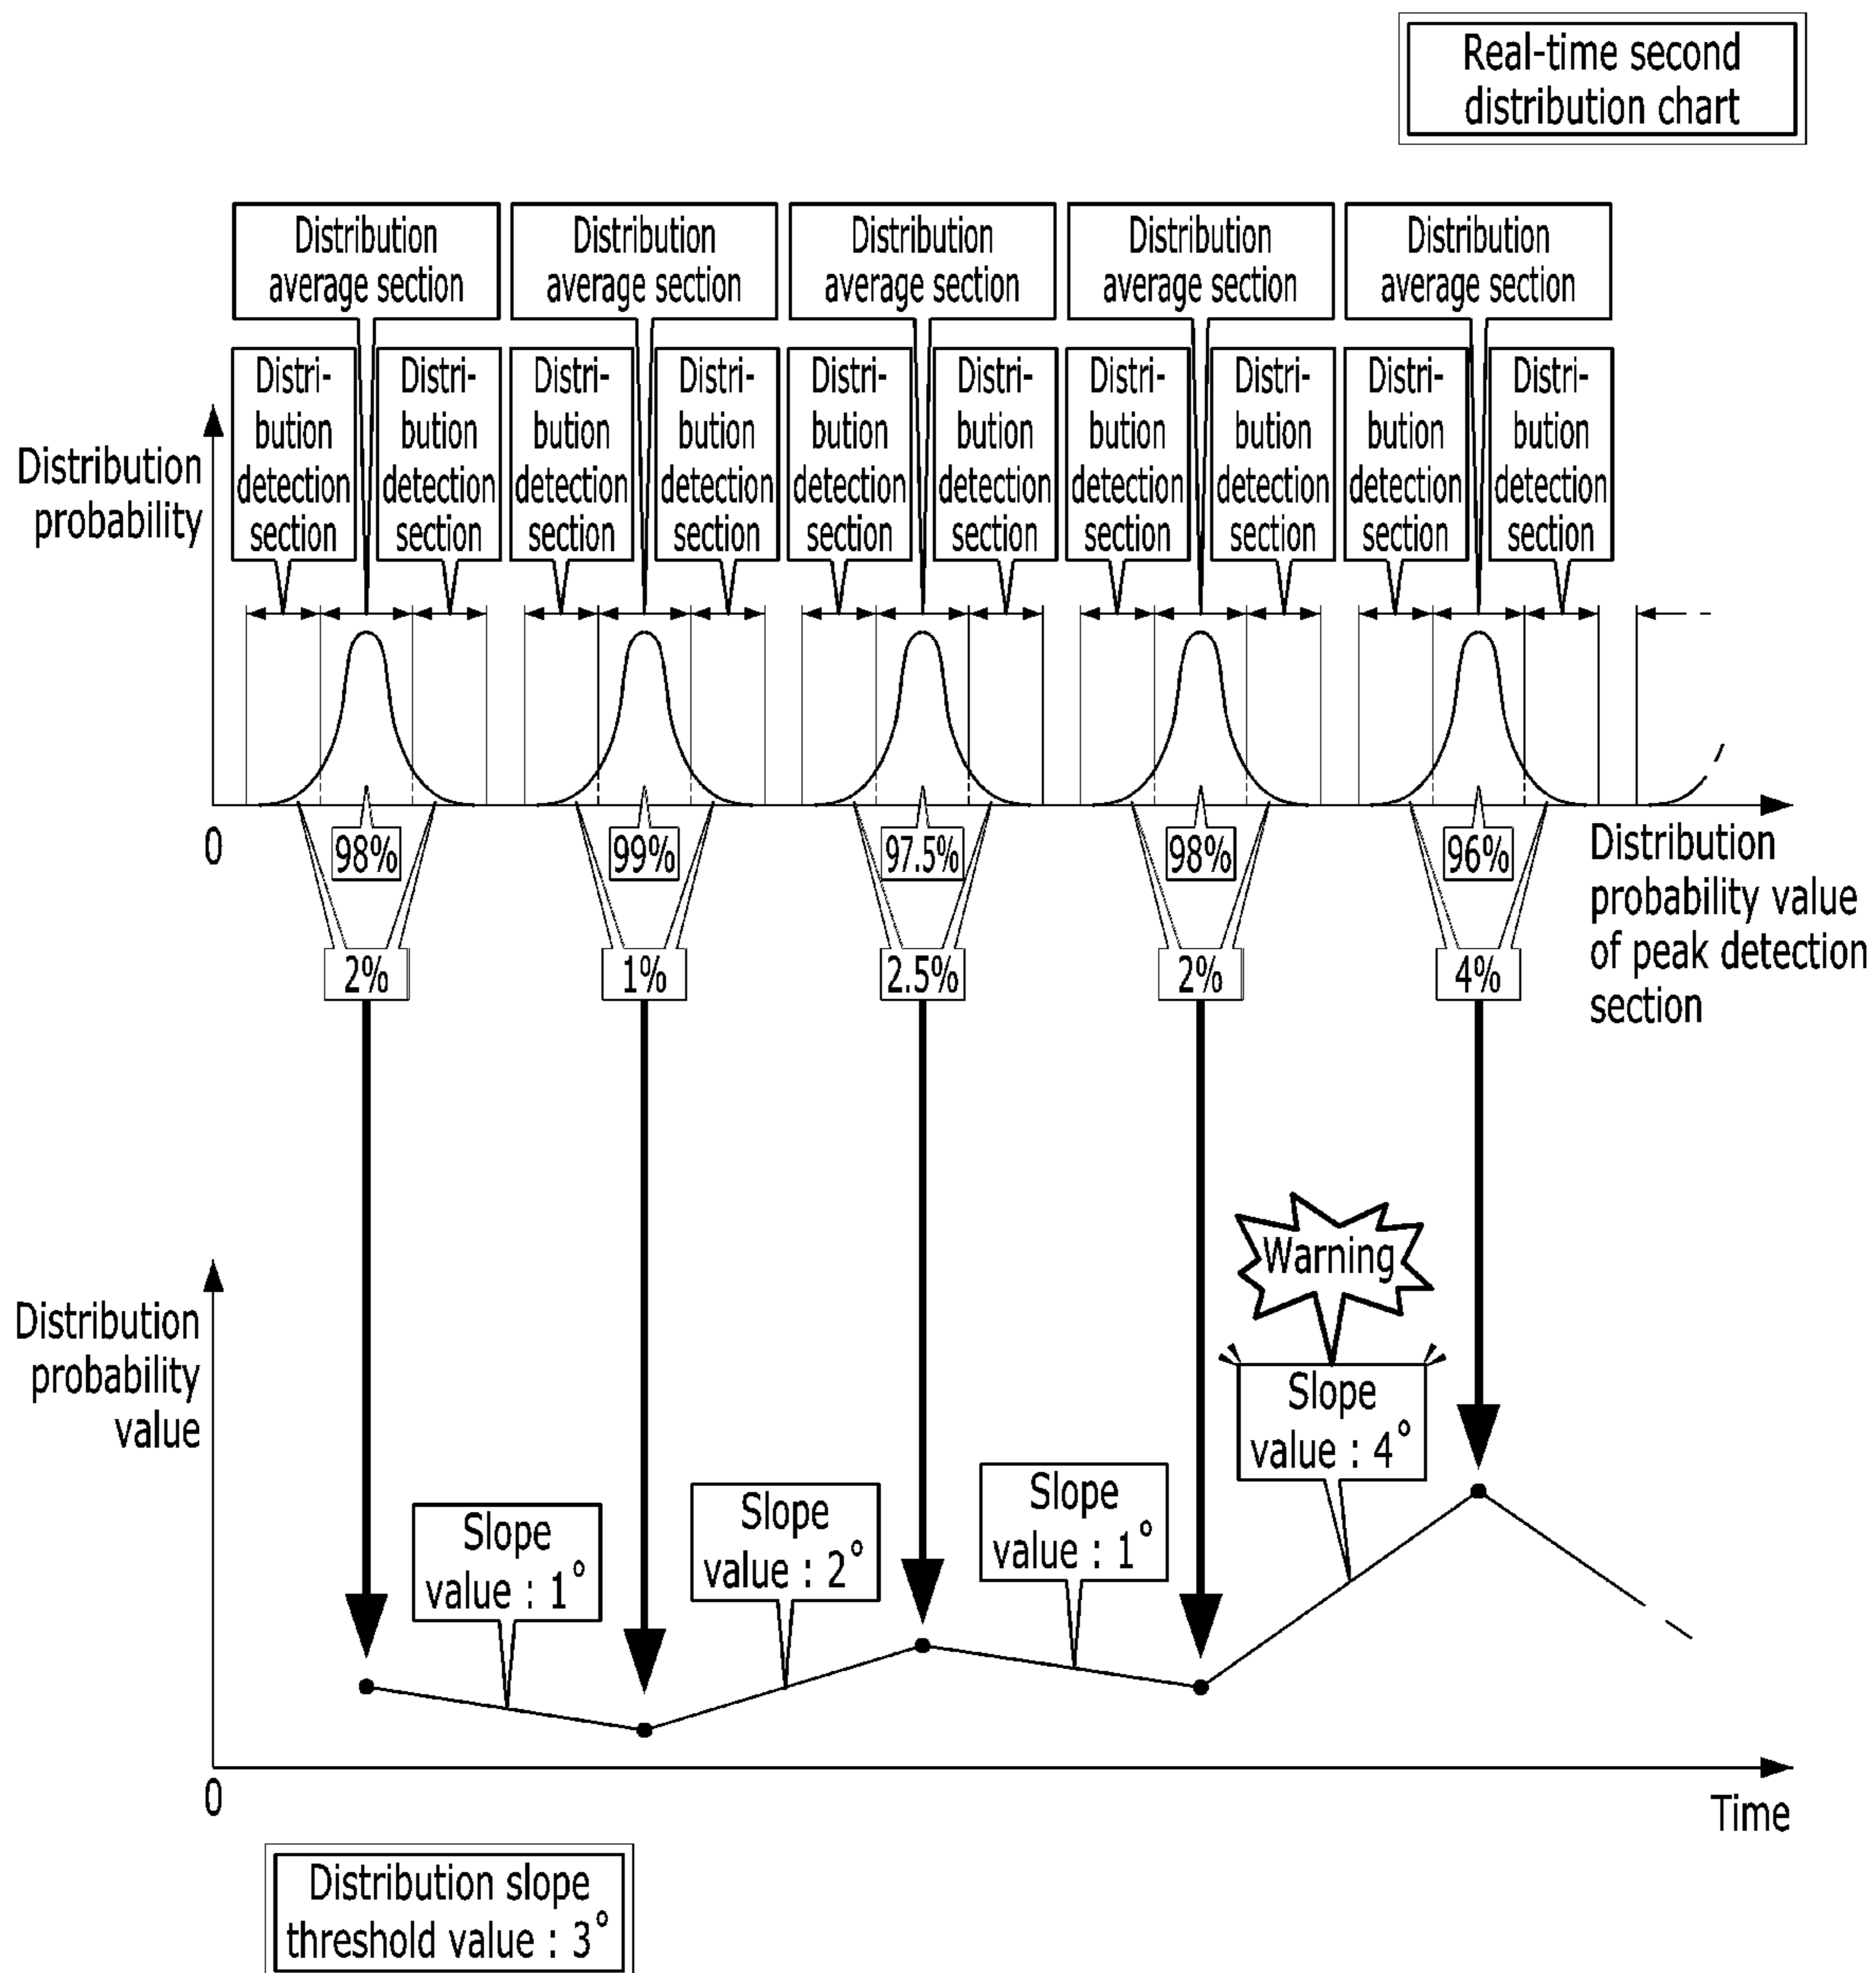 Real-time second
distribution chart
Distribution
average section
Distribution
average section
Distribution
average section
Distribution
average section
Distribution
average section
Distri-
bution
detection
section
Distri-
bution
detection
section
Distri-
bution
detection
section
Distri-
bution
detection
section
Distri-
bution
detection
section
Distri-
bution
detection
section
Distri-
bution
detection
section
Distri-
bution
detection
section
Distri-
bution
detection
section
Distri-
bution
detection
section
Distribution
probability
0
98%
99%
97.5%
98%
96%
Distribution
probability value
of peak detection
section
2%
1%
2.5%
2%
4%
Distribution
probability
value
Warning
Slope
value : 1°
Slope
value : 2°
Slope
value : 1°
Slope
value : 4°
0
Time
Distribution slope
threshold value : 3°